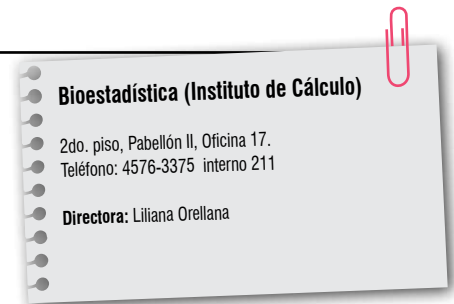 Bioestadística (Instituto de Cálculo)
2do. piso, Pabellón II, Oficina 17.
Teléfono: 4576-3375 interno 211
Directora: Liliana Orellana